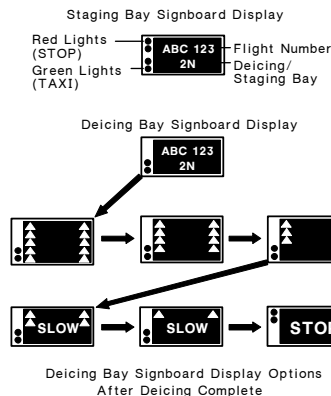 Staging Bay Signboard Display
Red Lights
(STOP)
Green Lights
(TAXI)
ABC 123
2N
Flight Number
Deicing/
Staging Bay
Deicing Bay Signboard Display
ABC 123
2N
SLOW
SLOW
STOP
Deicing Bay Signboard Display Options
After Deicing Complete